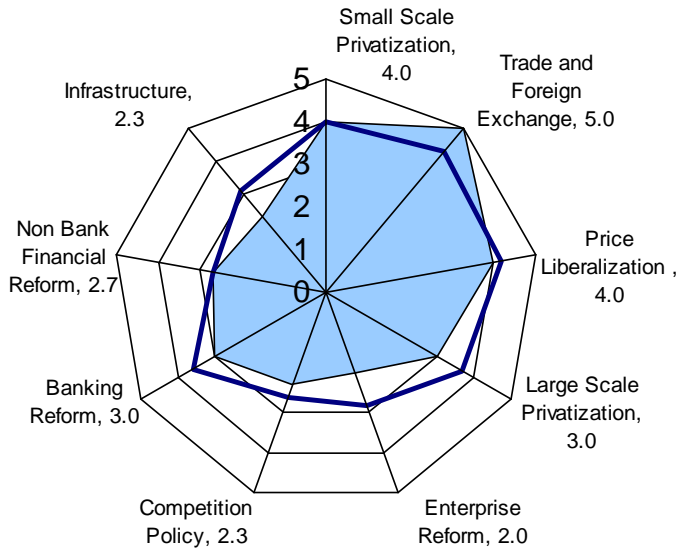 Small Scale
Privatization,
4.0
Trade and
Foreign
Exchange, 5.0
Price
Liberalization ,
4.0
Large Scale
Privatization,
3.0
Enterprise
Reform, 2.0
Competition
Policy, 2.3
Banking
Reform, 3.0
Non Bank
Financial
Reform, 2.7
Infrastructure,
2.3
5
4
3
2
1
0